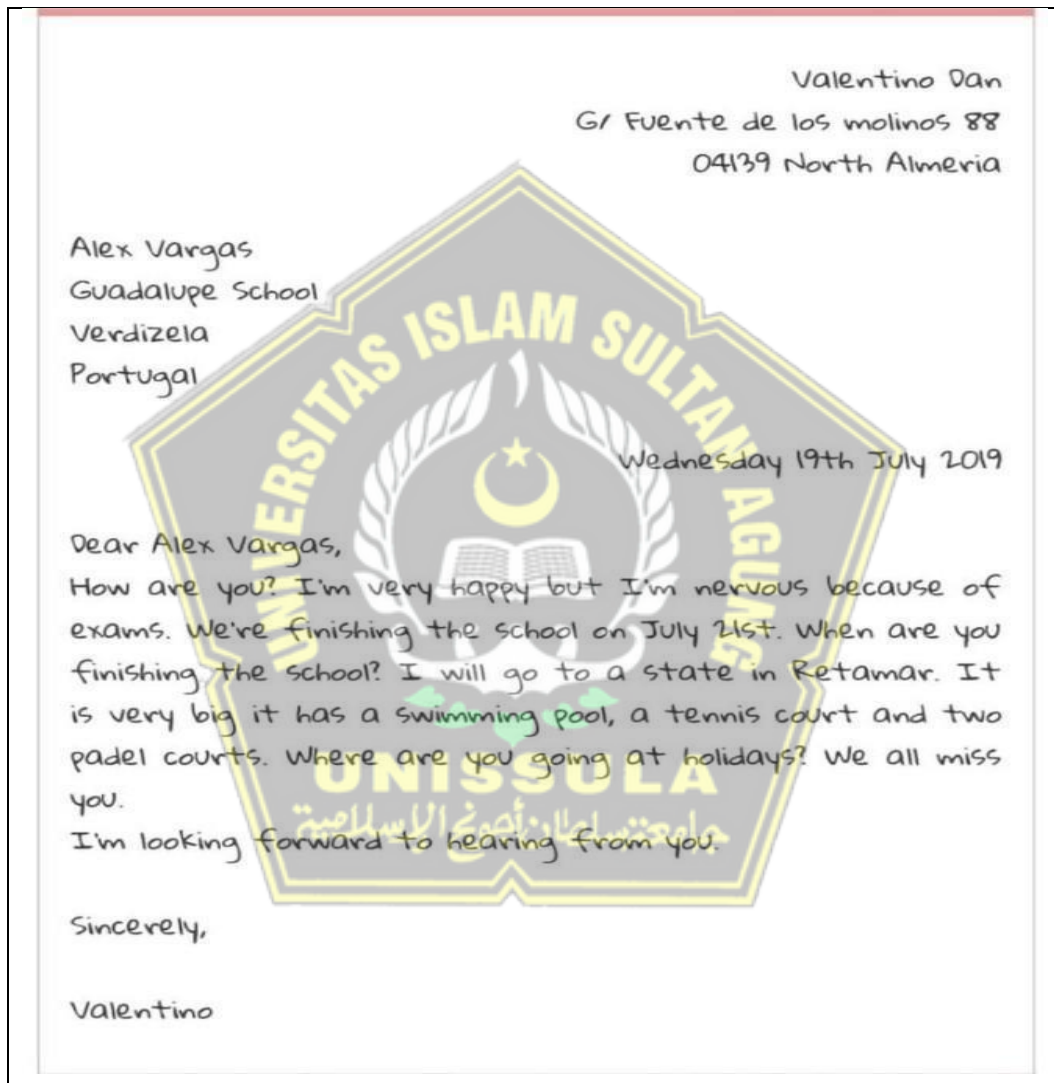 Valentino Dan
G/ Fuente de los molinos 88
04139 North Almeria
Alex Vargas
Guadalupe School
Verdizela
Portugal
Wednesday 19th July 2019
Dear Alex Vargas,
How are you? I'm very happy but I'm nervous because of
exams. We're finishing the school on July 21st. When are you
finishing the school? I will go to a state in Retamar. It
is very big it has a swimming pool, a tennis court and two
padel courts. Where are you going at holidays? We all miss
you.
I'm looking forward to hearing from you.
Sincerely,
Valentino
UNIVERSITAS ISLAM SULTAN AGUNG
UNISSULA
جامعة سلطان أجونج الإسلامية